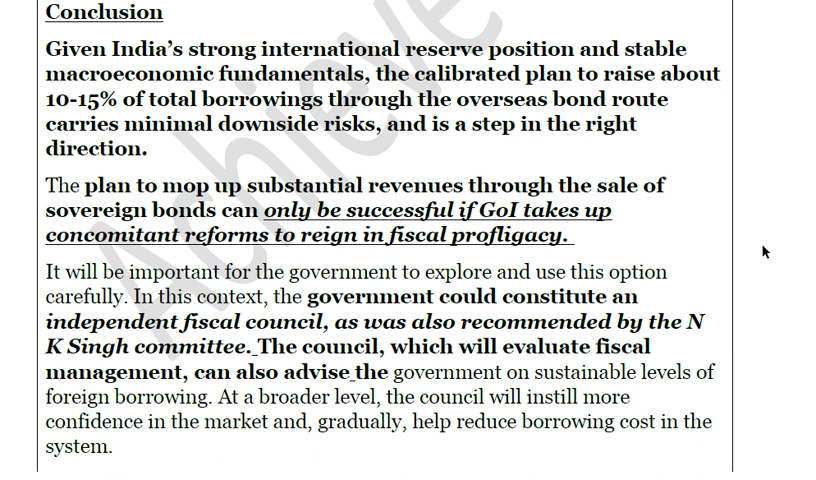 Conclusion
Given India's strong international reserve position and stable
macroeconomic fundamentals, the calibrated plan to raise about
10-15% of total borrowings through the overseas bond route
carries minimal downside risks, and is a step in the right
direction.
The plan to mop up substantial revenues through the sale of
sovereign bonds can only be successful if GoI takes up
concomitant reforms to reign in fiscal profligacy.
It will be important for the government to explore and use this option
carefully. In this context, the government could constitute an
independent fiscal council, as was also recommended by the N
K Singh committee. The council, which will evaluate fiscal
management, can also advise the government on sustainable levels of
foreign borrowing. At a broader level, the council will instill more
confidence in the market and, gradually, help reduce borrowing cost in the
system.
Achieve